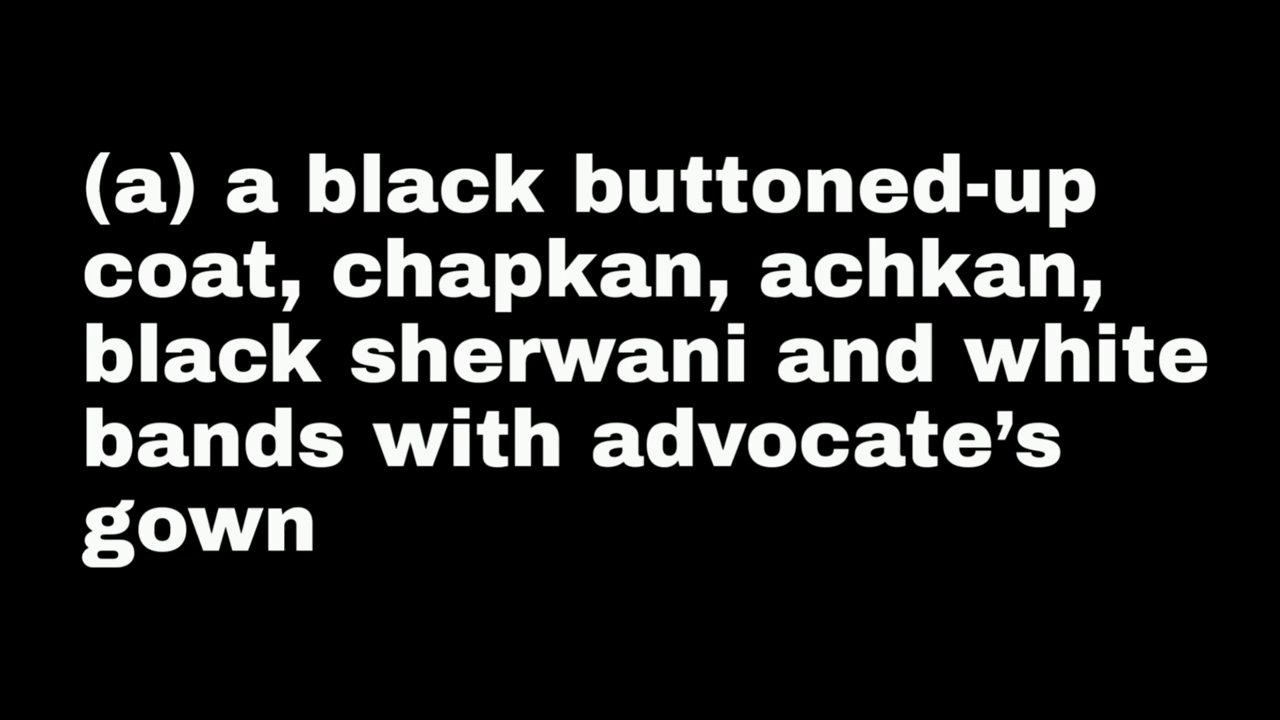 (a) a black buttoned-up
coat, chapkan, achkan,
black sherwani and white
bands with advocate’s
gown